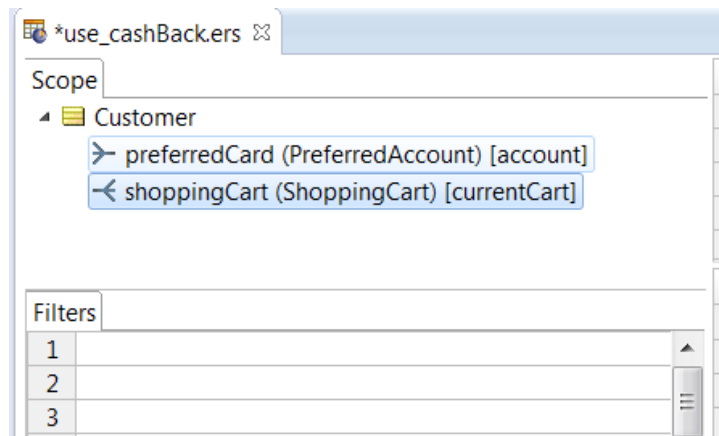 *use_cashBack.ers
Scope
Customer
preferredCard (PreferredAccount) [account]
shoppingCart (ShoppingCart) [currentCart]
Filters
1
2
3